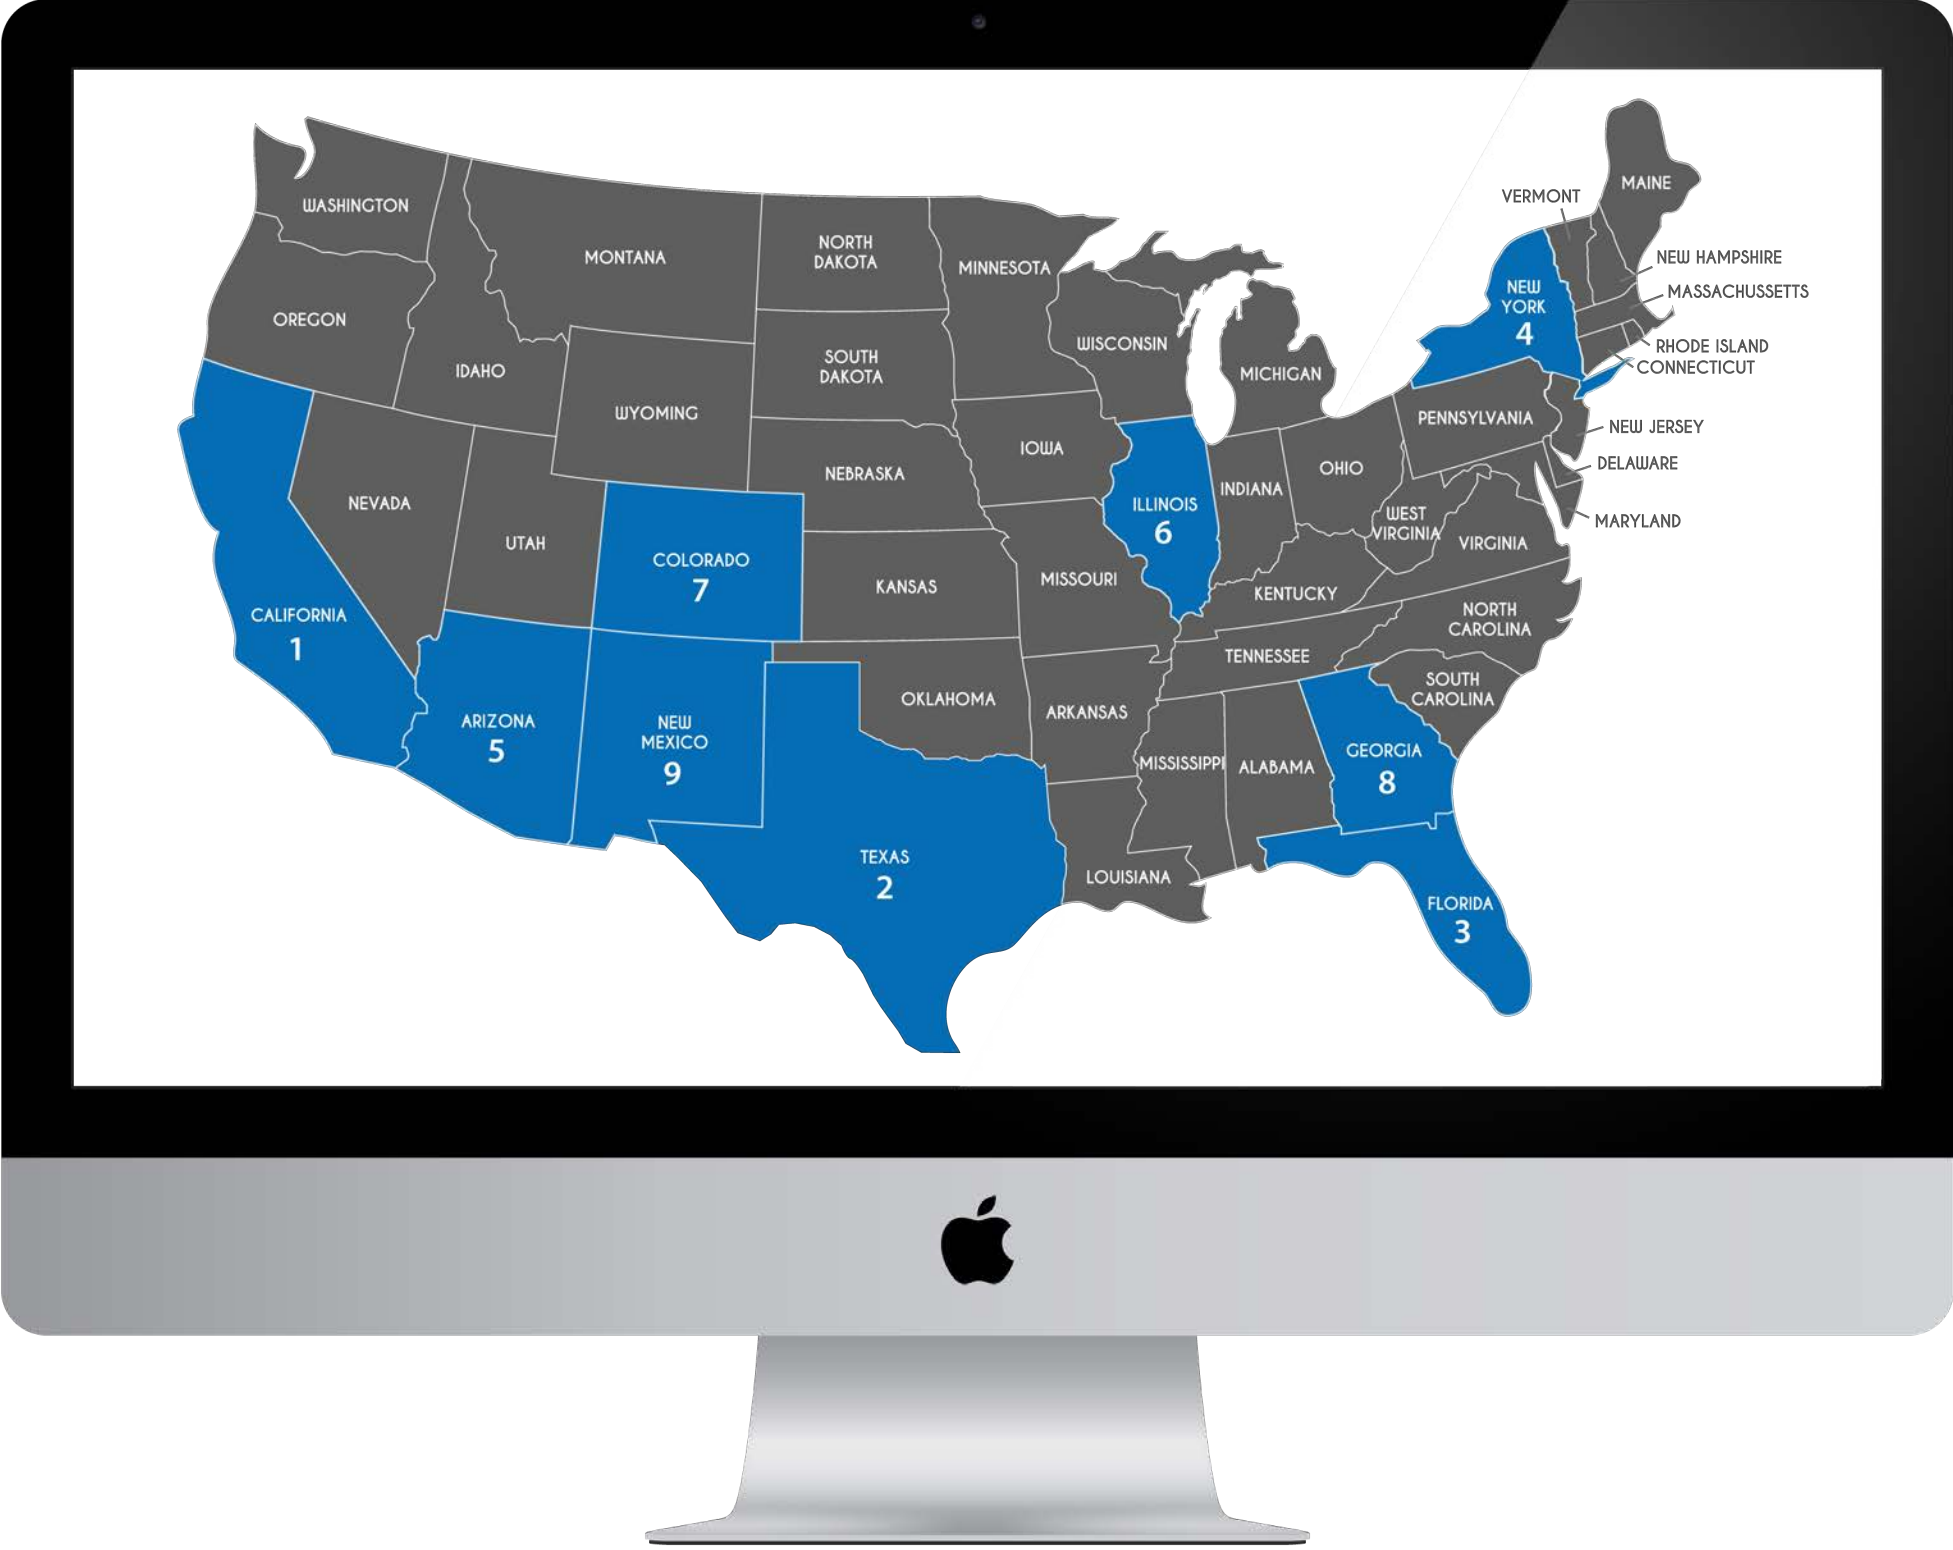 MAINE
VERMONT
WASHINGTON
NORTH
DAKOTA
MONTANA
MINNESOTA
NEW HAMPSHIRE
NEW
YORK
4
MASSACHUSSETTS
OREGON
WISCONSIN
RHODE ISLAND
CONNECTICUT
SOUTH
DAKOTA
IDAHO
MICHIGAN
WYOMING
PENNSYLVANIA
NEW JERSEY
IOWA
OHIO
DELAWARE
NEBRASKA
INDIANA
NEVADA
ILLINOIS
6
WEST
VIRGINIA
MARYLAND
UTAH
VIRGINIA
COLORADO
7
MISSOURI
KANSAS
KENTUCKY
CALIFORNIA
1
NORTH
CAROLINA
TENNESSEE
SOUTH
CAROLINA
OKLAHOMA
ARKANSAS
ARIZONA
5
NEW
MEXICO
9
GEORGIA
8
MISSISSIPPI
ALABAMA
TEXAS
2
LOUISIANA
FLORIDA
3